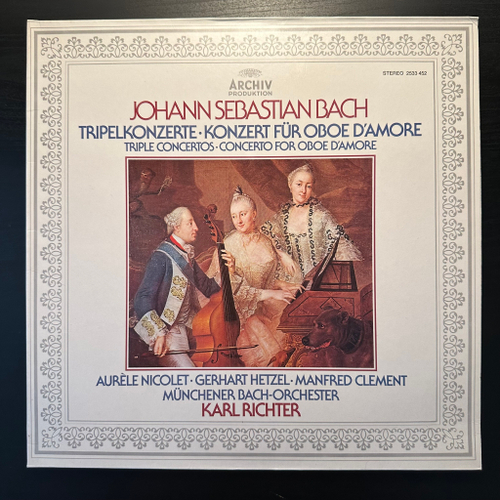 ARCHIV
PRODUKTION
STEREO 2533 452
JOHANN SEBASTIAN BACH
TRIPELKONZERTE · KONZERT FÜR OBOE D'AMORE
TRIPLE CONCERTOS · CONCERTO FOR OBOE D'AMORE
AURÈLE NICOLET · GERHART HETZEL · MANFRED CLEMENT
MÜNCHENER BACH-ORCHESTER
KARL RICHTER